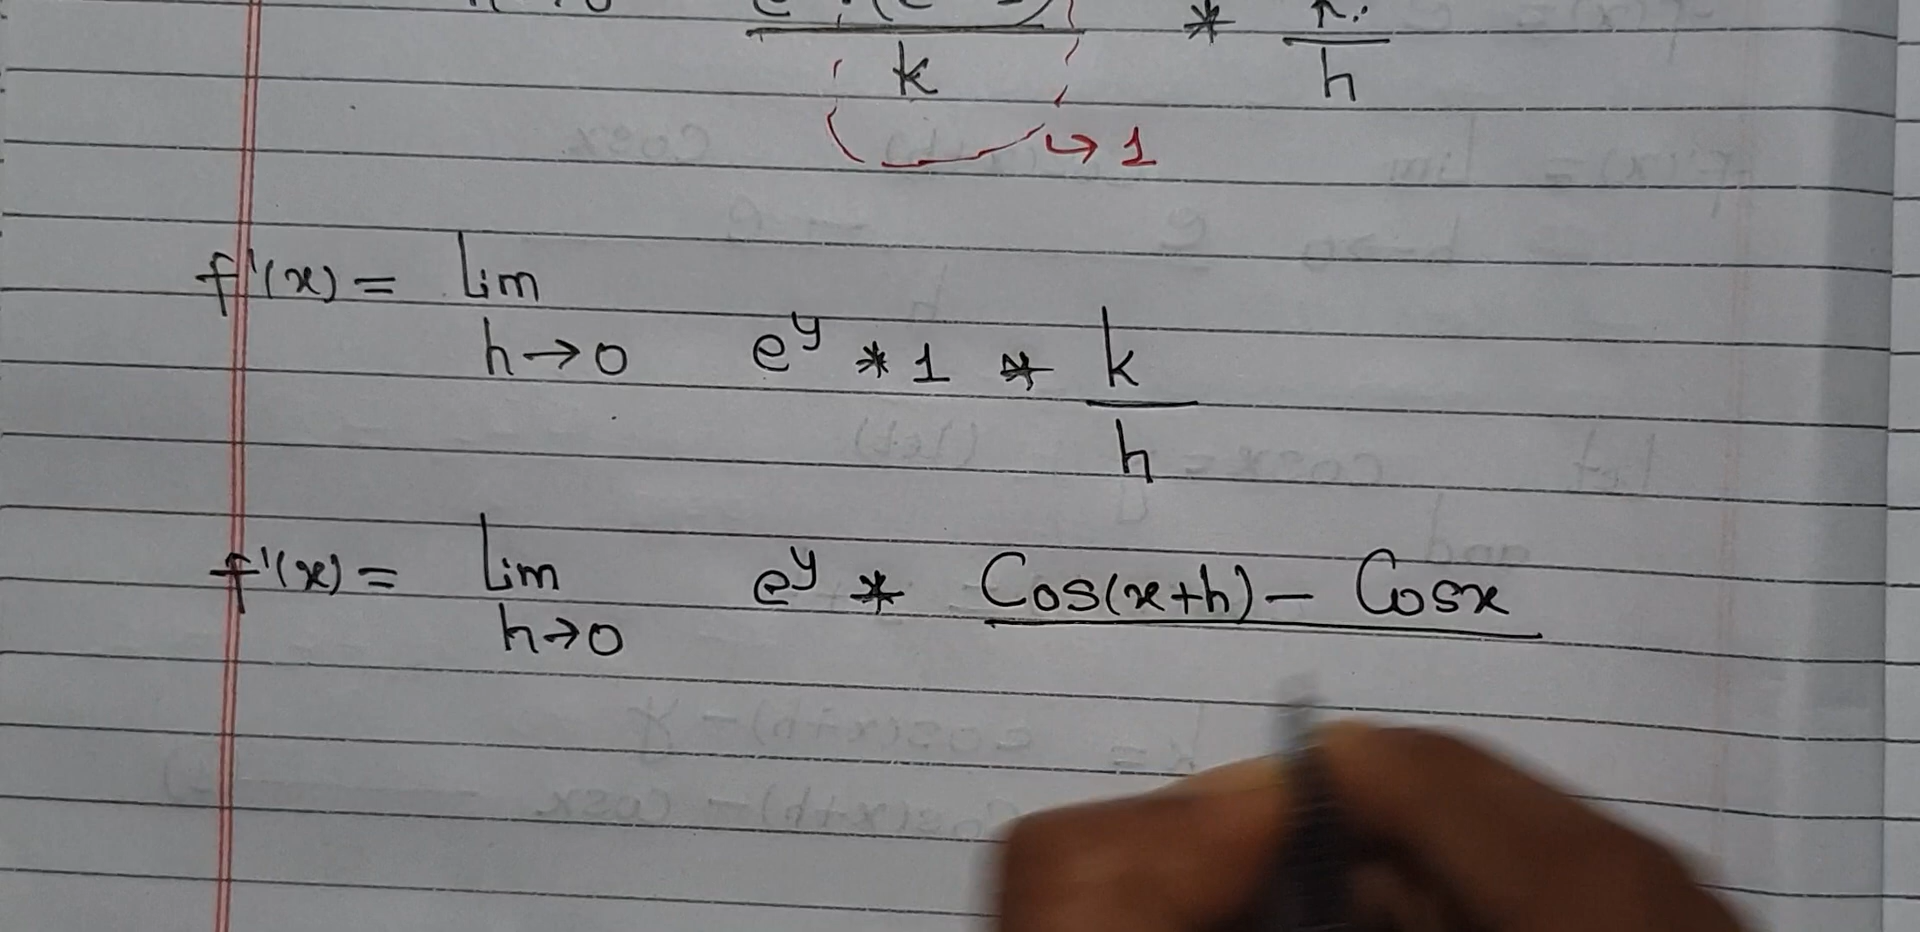 k * h
↳ 1
f'(x) = lim
h→0 e^y * 1 * k/h
f'(x) = lim e^y * Cos(x+h) - Cosx
h→0